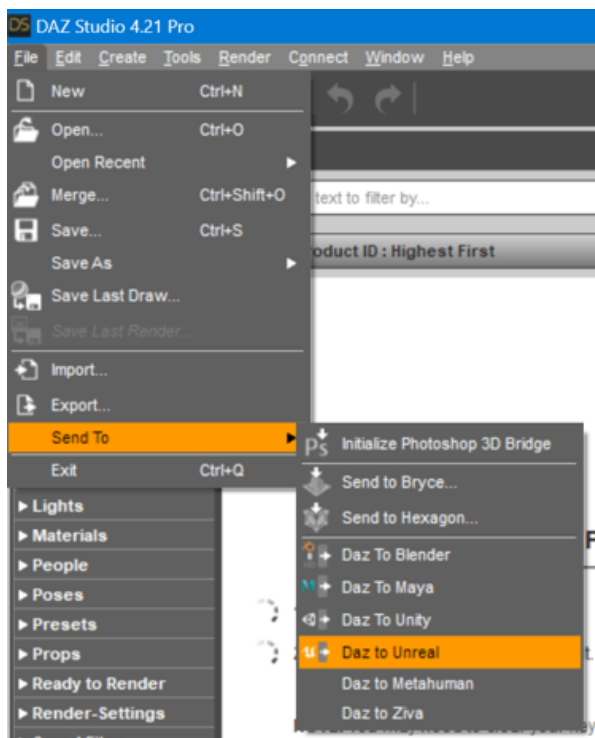 DS DAZ Studio 4.21 Pro
File Edit Create Tools Render Connect Window Help
New Ctrl+N
Open... Ctrl+O
Open Recent
Merge... Ctrl+Shift+O
text to filter by...
Save... Ctrl+S
Save As
oduct ID : Highest First
Save Last Draw...
Save Last Render...
Import...
Export...
Send To
Exit Ctrl+Q
Ps Initialize Photoshop 3D Bridge
Send to Bryce...
Send to Hexagon...
Daz To Blender
Daz To Maya
Daz To Unity
Daz to Unreal
Daz to Metahuman
Daz to Ziva
Lights
Materials
People
Poses
Presets
Props
Ready to Render
Render-Settings